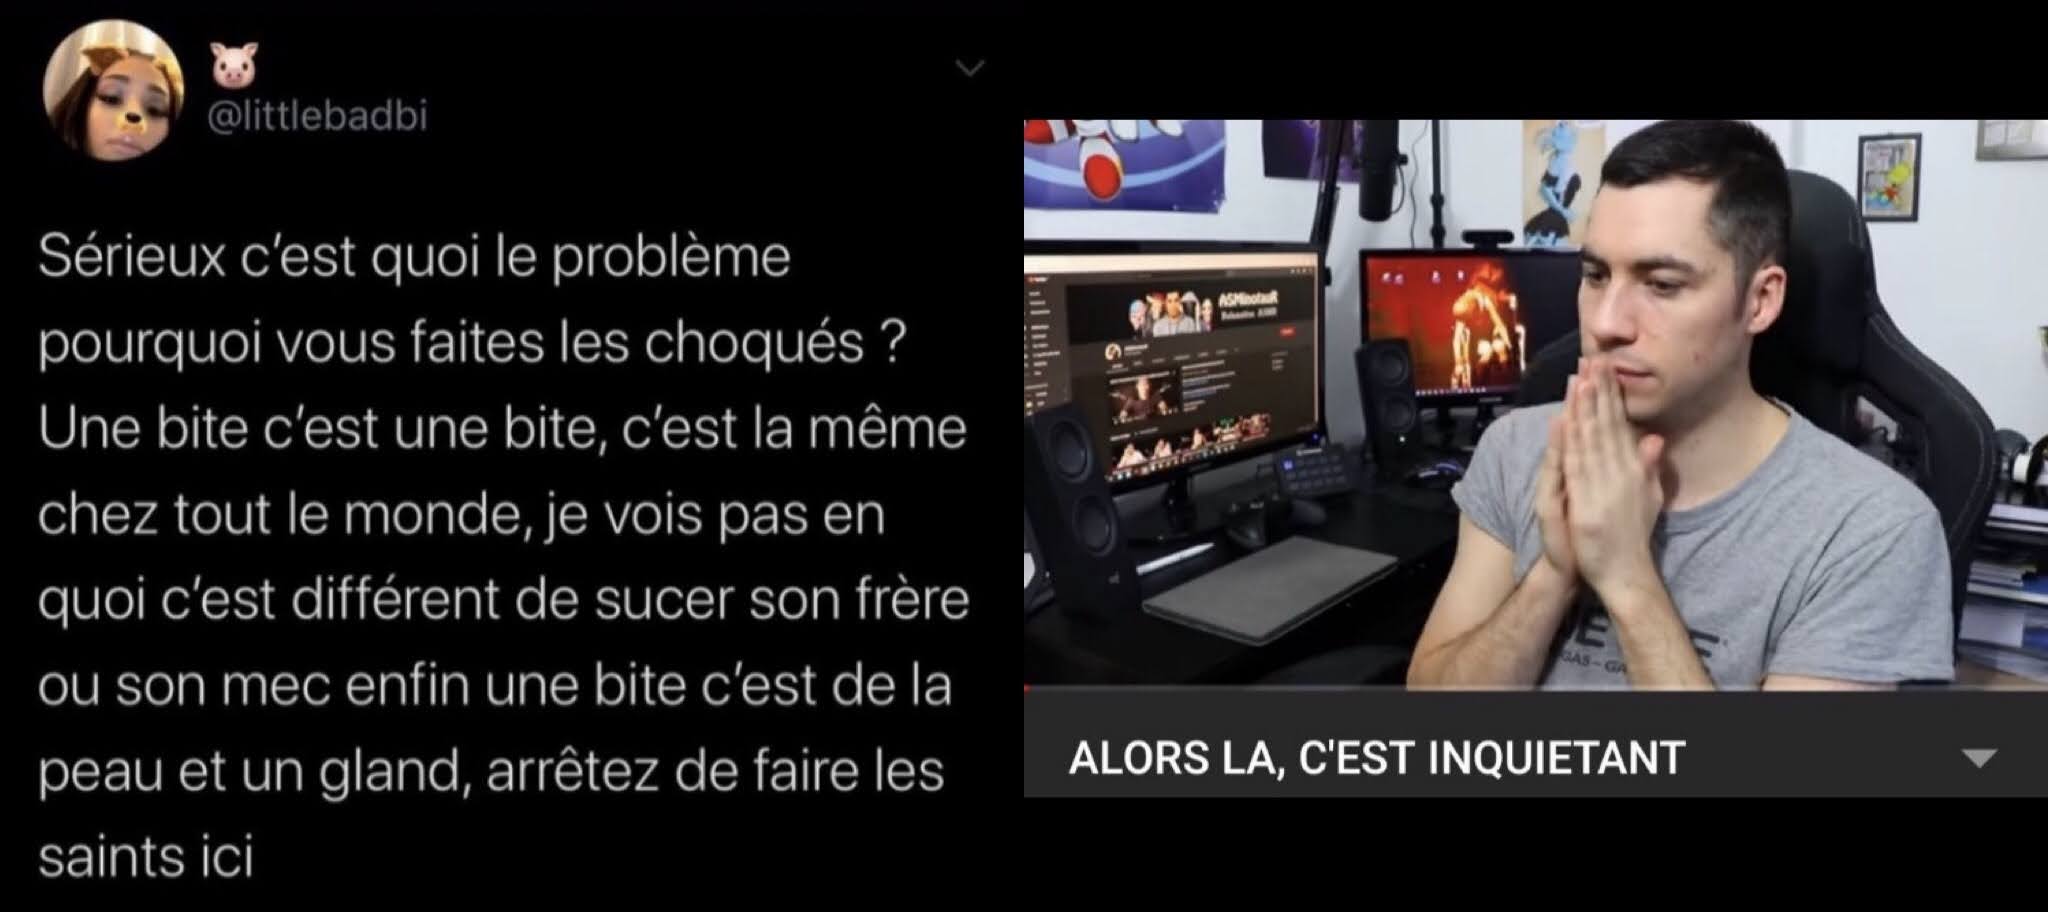 @littlebadbi
Sérieux c'est quoi le problème
pourquoi vous faites les choqués ?
Une bite c'est une bite, c'est la même
chez tout le monde, je vois pas en
quoi c'est différent de sucer son frère
ou son mec enfin une bite c'est de la
peau et un gland, arrêtez de faire les
saints ici
ASMinotauR
Relaxation ASMR
ALORS LA, C'EST INQUIETANT